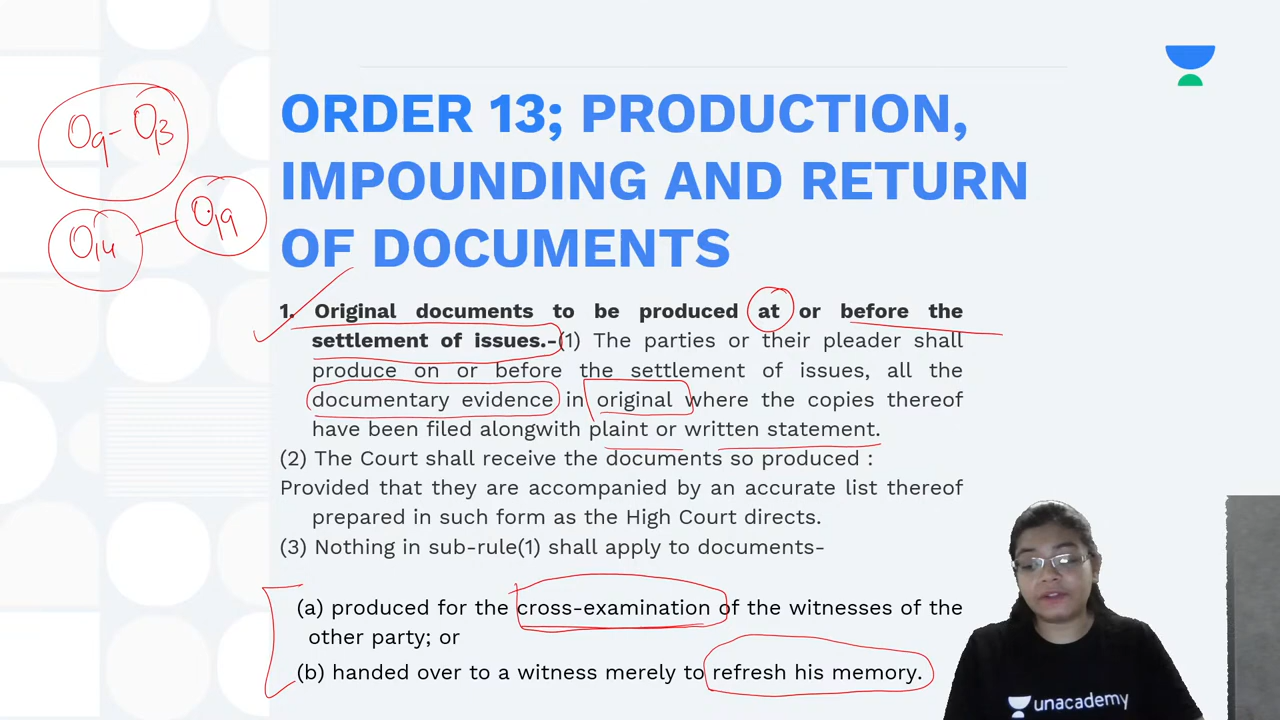 O9 - O13
O19
O14
ORDER 13; PRODUCTION,
IMPOUNDING AND RETURN
OF DOCUMENTS
1. Original documents to be produced at or before the
settlement of issues.-(1) The parties or their pleader shall
produce on or before the settlement of issues, all the
documentary evidence in original where the copies thereof
have been filed alongwith plaint or written statement.
(2) The Court shall receive the documents so produced :
Provided that they are accompanied by an accurate list thereof
prepared in such form as the High Court directs.
(3) Nothing in sub-rule(1) shall apply to documents-
(a) produced for the cross-examination of the witnesses of the
other party; or
(b) handed over to a witness merely to refresh his memory.
unacademy